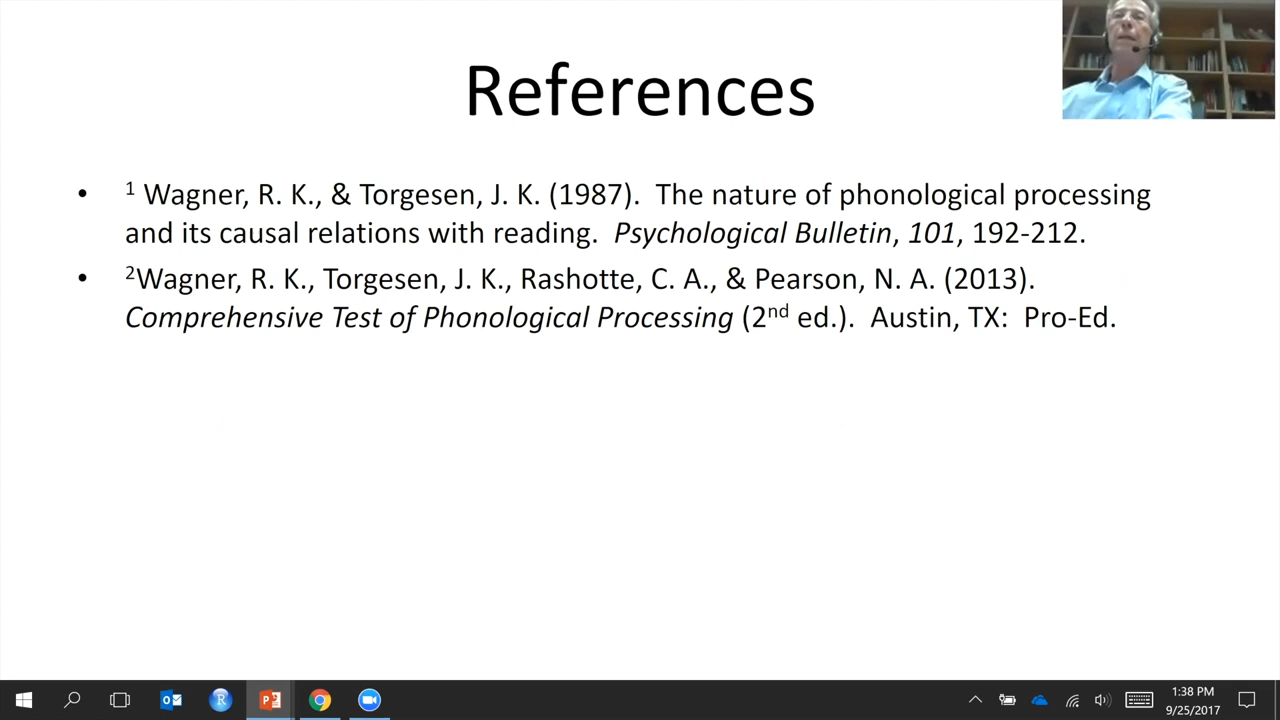 References
• ¹ Wagner, R. K., & Torgesen, J. K. (1987).  The nature of phonological processing
and its causal relations with reading.  Psychological Bulletin, 101, 192-212.
• ²Wagner, R. K., Torgesen, J. K., Rashotte, C. A., & Pearson, N. A. (2013).
Comprehensive Test of Phonological Processing (2nd ed.).  Austin, TX:  Pro-Ed.
1:38 PM
9/25/2017